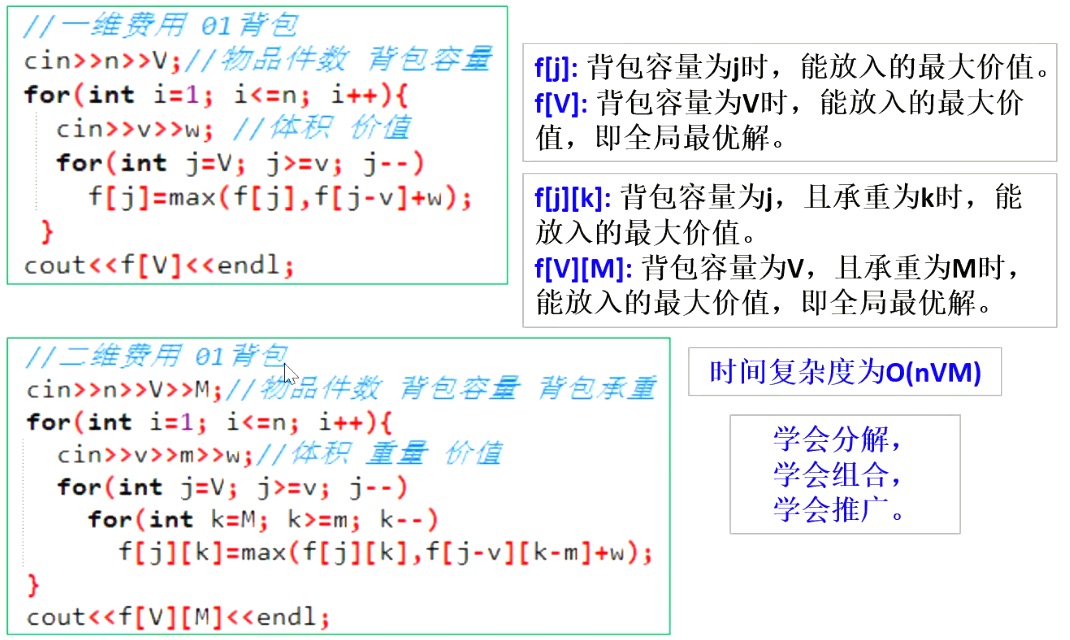 //一维费用 01背包
cin>>n>>V;//物品件数 背包容量
for(int i=1; i<=n; i++){
cin>>v>>w; //体积 价值
for(int j=V; j>=v; j--)
f[j]=max(f[j],f[j-v]+w);
}
cout<<f[V]<<endl;
f[j]: 背包容量为j时，能放入的最大价值。
f[V]: 背包容量为V时，能放入的最大价
值，即全局最优解。
f[j][k]: 背包容量为j，且承重为k时，能
放入的最大价值。
f[V][M]: 背包容量为V，且承重为M时，
能放入的最大价值，即全局最优解。
//二维费用 01背包
cin>>n>>V>>M;//物品件数 背包容量 背包承重
for(int i=1; i<=n; i++){
cin>>v>>m>>w;//体积 重量 价值
for(int j=V; j>=v; j--)
for(int k=M; k>=m; k--)
f[j][k]=max(f[j][k],f[j-v][k-m]+w);
}
cout<<f[V][M]<<endl;
时间复杂度为O(nVM)
学会分解，
学会组合，
学会推广。